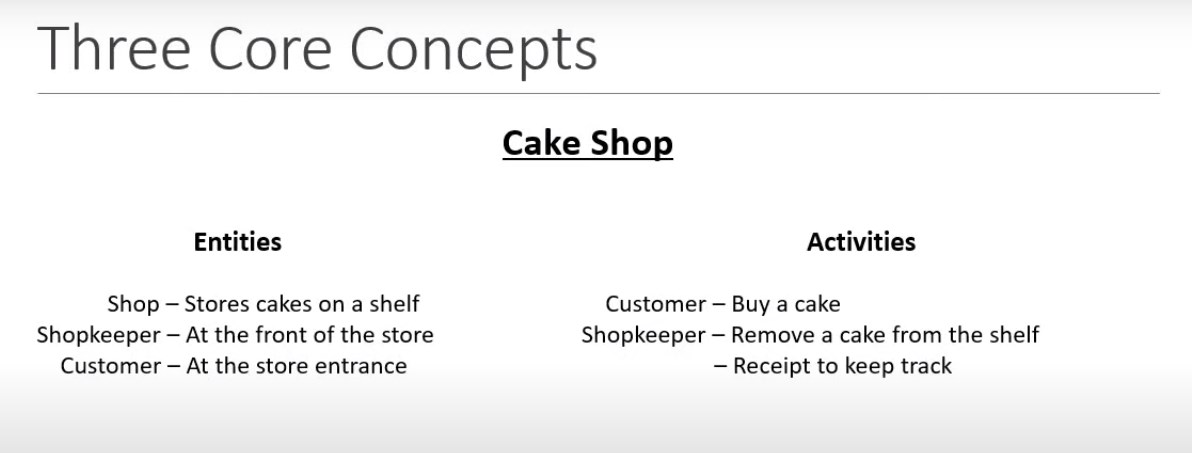 Three Core Concepts
Cake Shop
Entities
Shop – Stores cakes on a shelf
Shopkeeper – At the front of the store
Customer – At the store entrance
Activities
Customer – Buy a cake
Shopkeeper – Remove a cake from the shelf
– Receipt to keep track